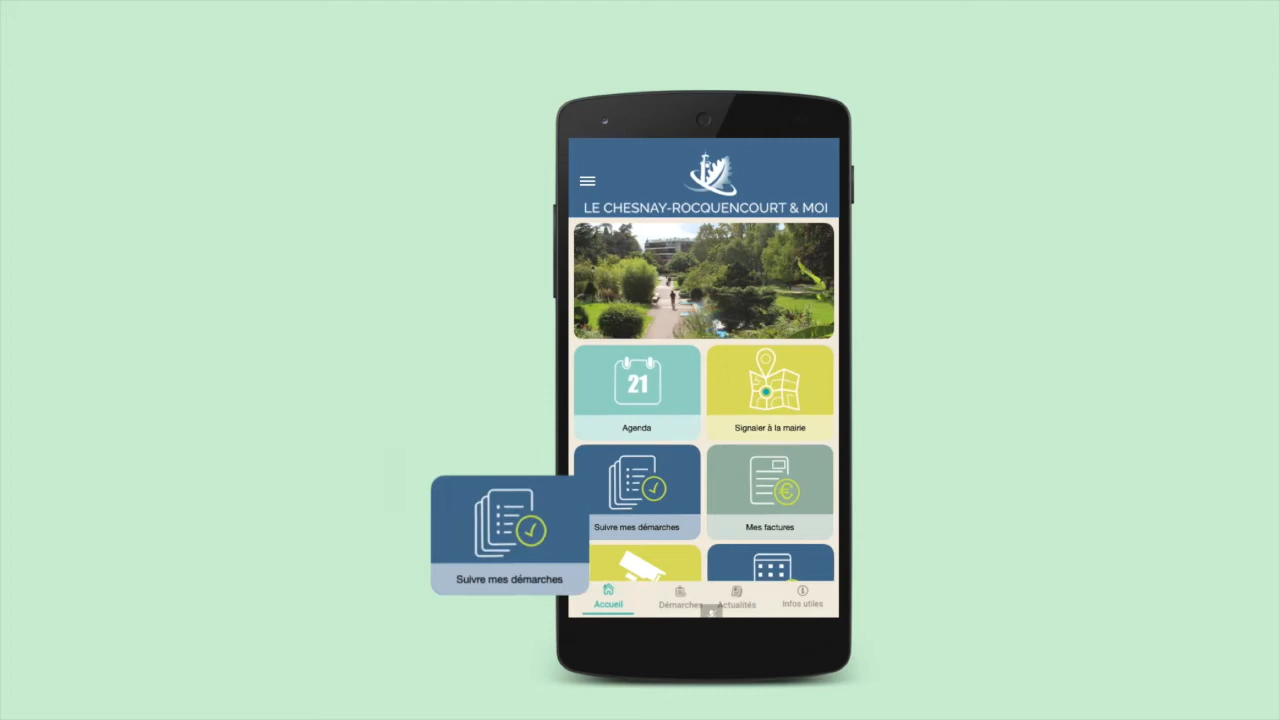 LE CHESNAY-ROCQUENCOURT & MOI
21
Agenda
Signaler à la mairie
Suivre mes démarches
Mes factures
Suivre mes démarches
Accueil
Démarches
Actualités
Infos utiles